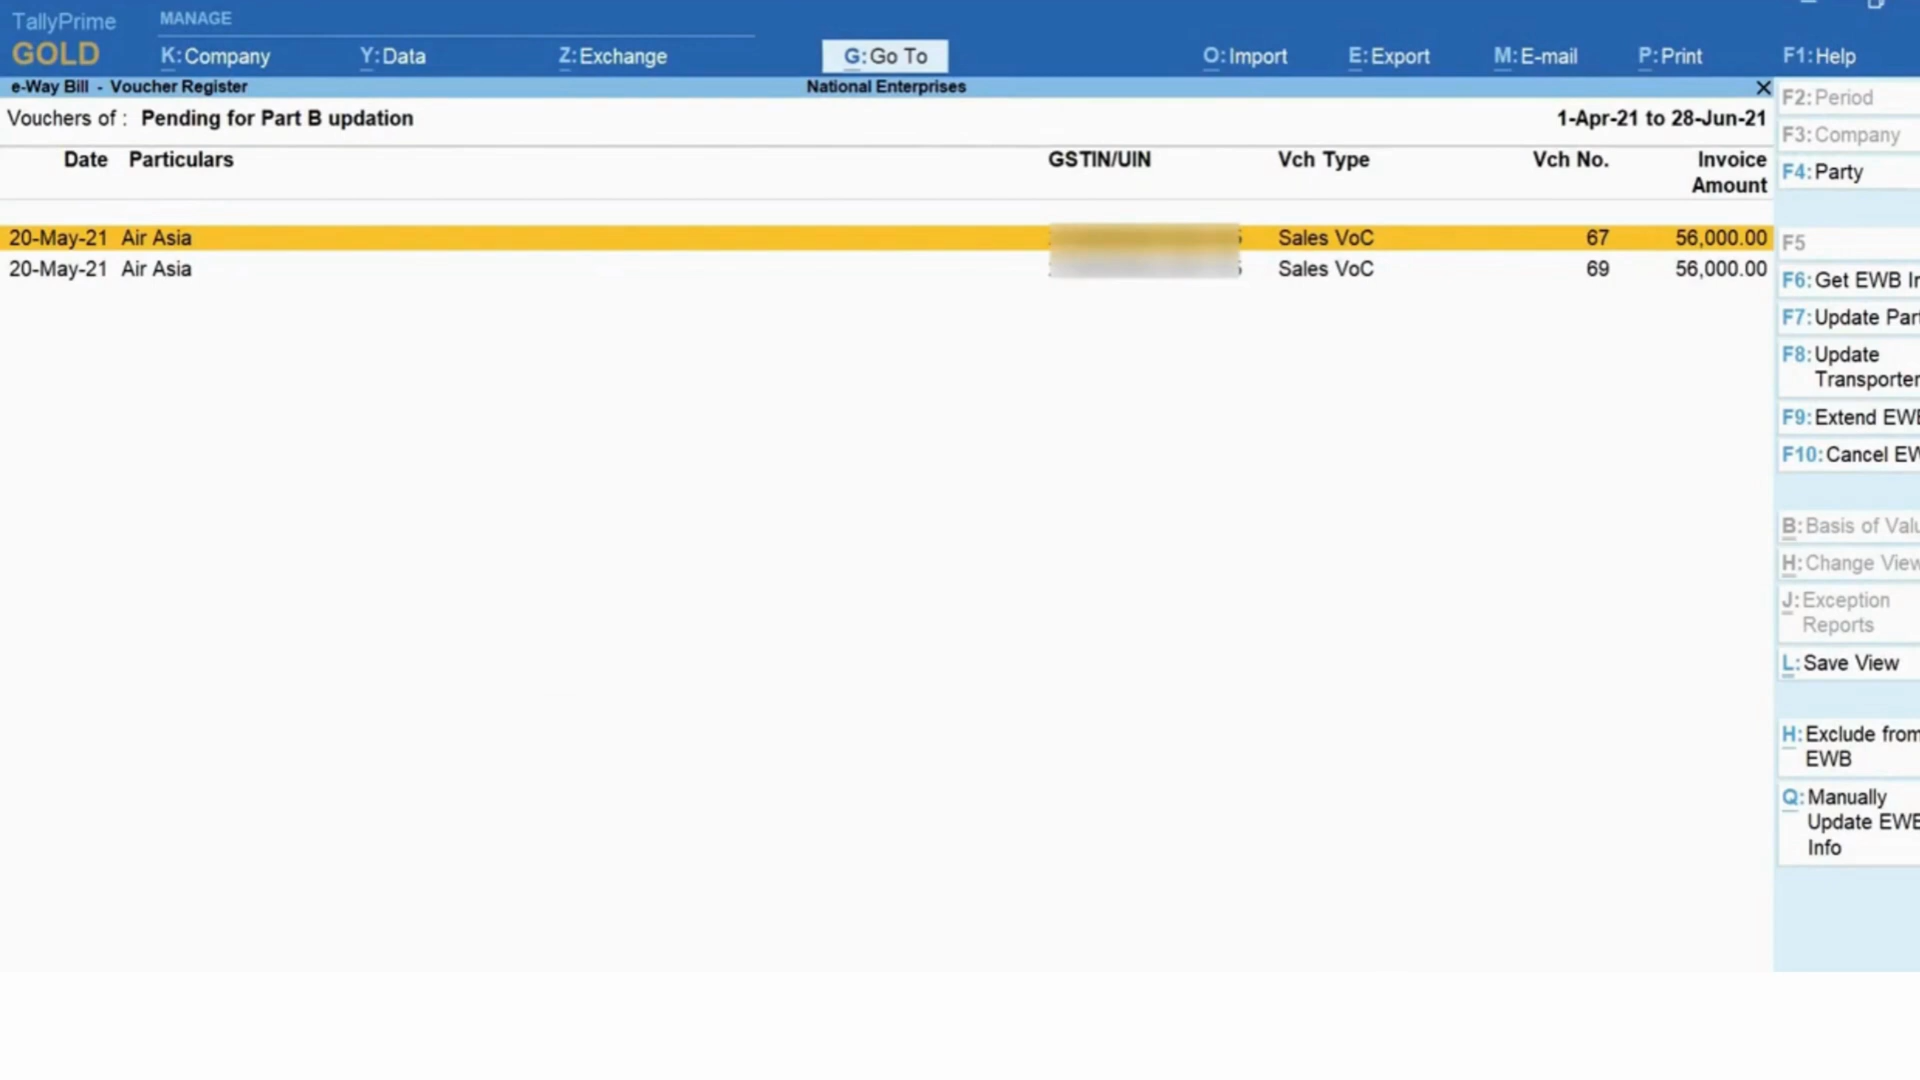 TallyPrime
MANAGE
GOLD
K:Company Y:Data Z:Exchange G:Go To O:Import E:Export M:E-mail P:Print F1:Help
e-Way Bill - Voucher Register National Enterprises
Vouchers of : Pending for Part B updation 1-Apr-21 to 28-Jun-21
Date Particulars GSTIN/UIN Vch Type Vch No. Invoice
Amount
20-May-21 Air Asia Sales VoC 67 56,000.00
20-May-21 Air Asia Sales VoC 69 56,000.00
F2:Period
F3:Company
F4:Party
F5
F6:Get EWB
F7:Update
F8:Update
Transporter
F9:Extend
F10:Cancel
B:Basis of
H:Change View
J:Exception
Reports
L:Save View
H:Exclude from
EWB
Q:Manually
Update EWB
Info